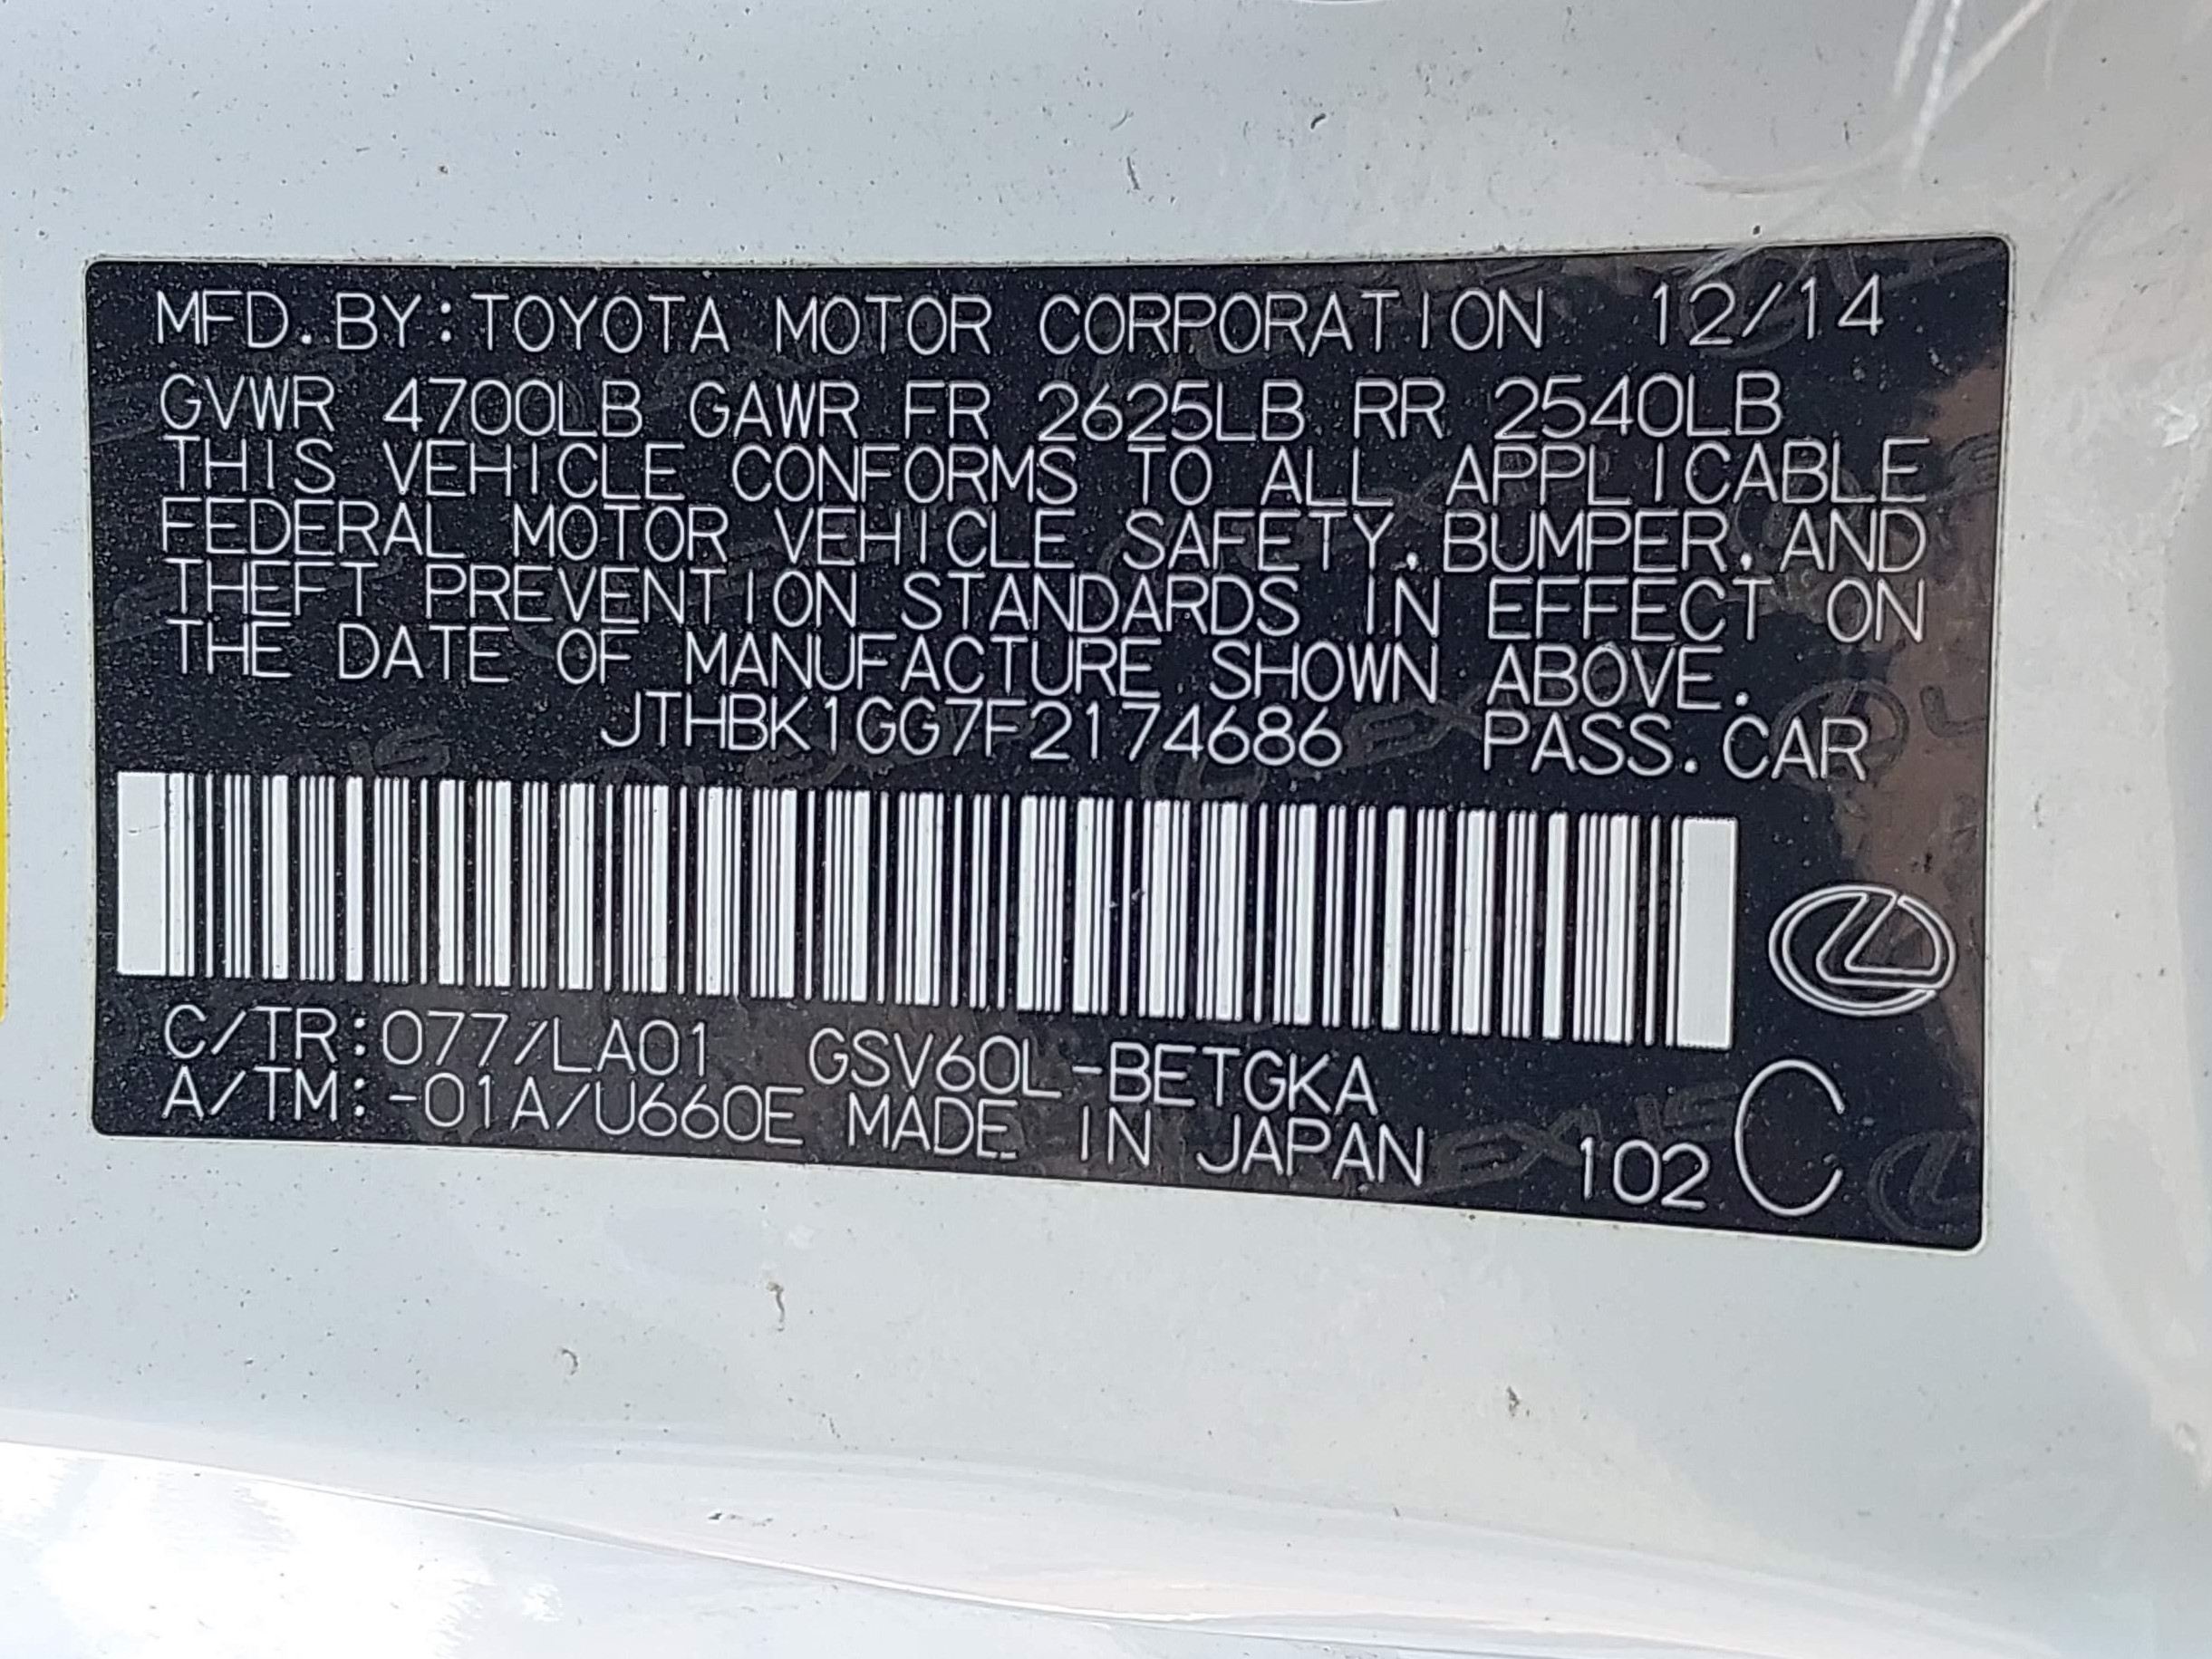 MFD.BY:TOYOTA MOTOR CORPORATION 12/14
GVWR 4700LB GAWR FR 2625LB RR 2540LB
THIS VEHICLE CONFORMS TO ALL APPLICABLE
FEDERAL MOTOR VEHICLE SAFETY,BUMPER,AND
THEFT PREVENTION STANDARDS IN EFFECT ON
THE DATE OF MANUFACTURE SHOWN ABOVE.
JTHBK1GG7F2174686 PASS.CAR
C/TR:077/LA01 GSV60L-BETGKA
A/TM:-01A/U660E MADE IN JAPAN 102 C